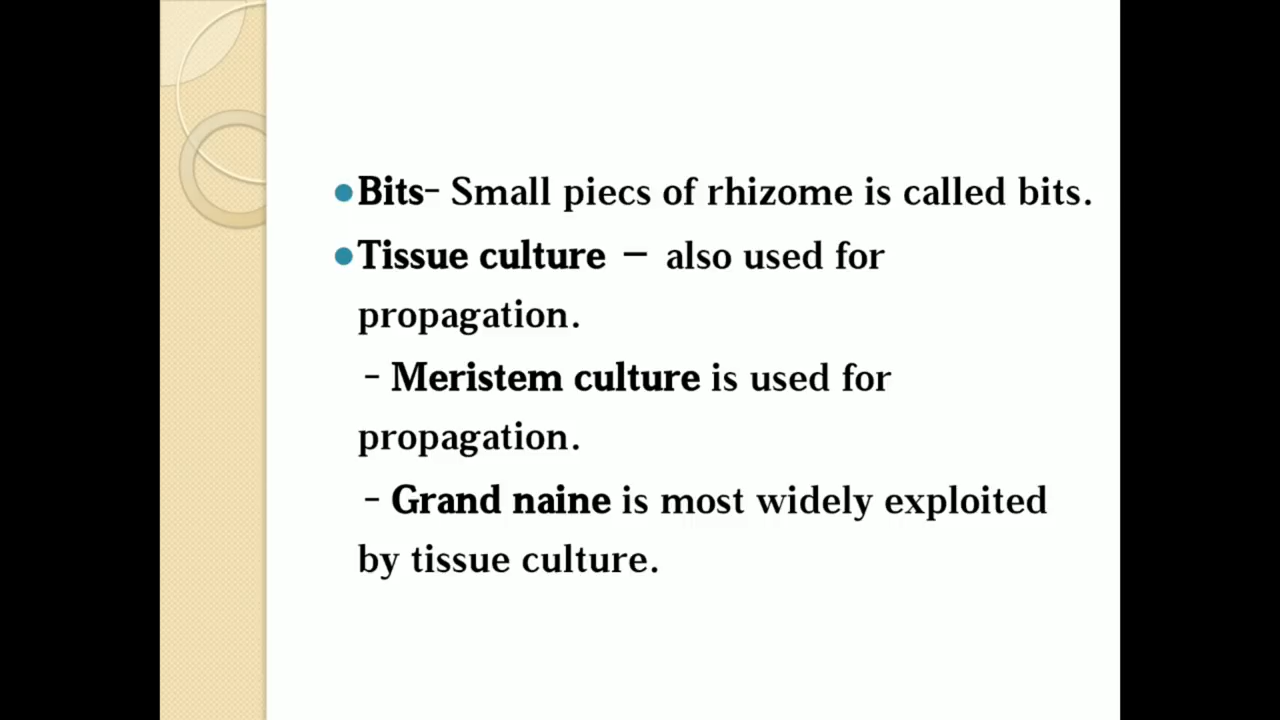 Bits- Small piecs of rhizome is called bits.
Tissue culture – also used for
propagation.
- Meristem culture is used for
propagation.
- Grand naine is most widely exploited
by tissue culture.